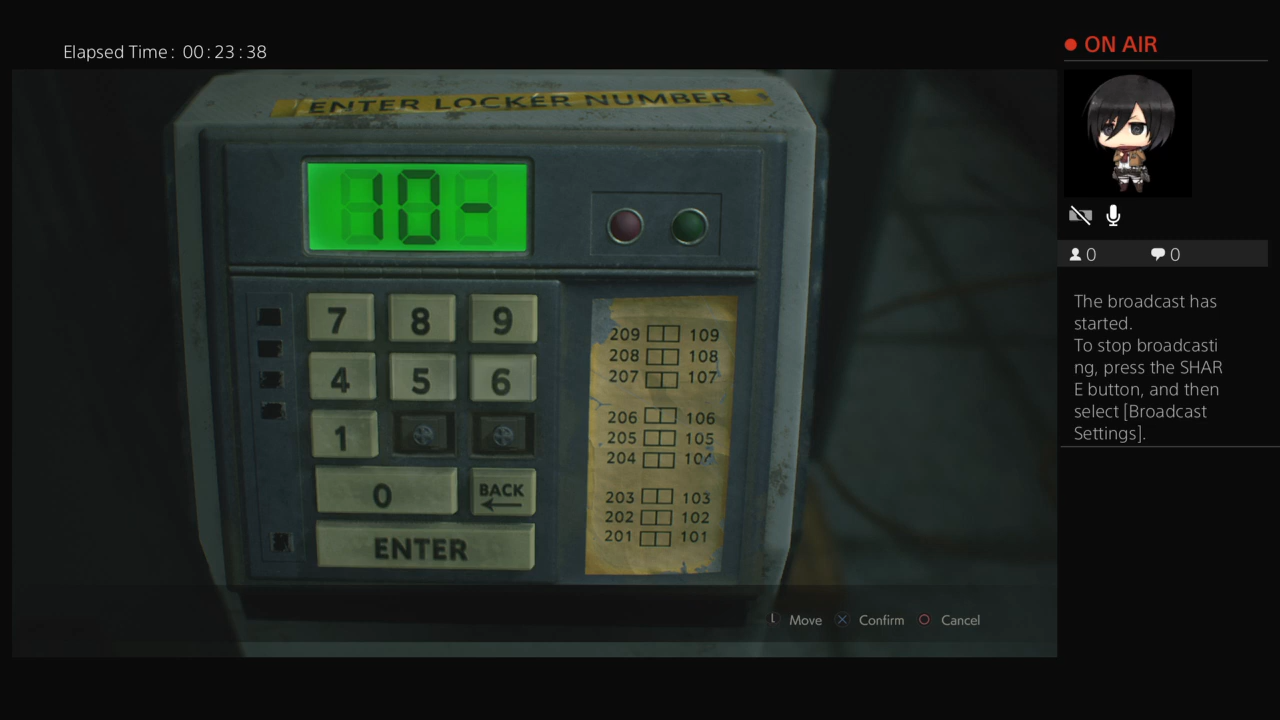 Elapsed Time: 00:23:38
ON AIR
ENTER LOCKER NUMBER
10-
7 8 9
4 5 6
1
0 BACK
ENTER
209 109
208 108
207 107
206 106
205 105
204 104
203 103
202 102
201 101
L Move Confirm Cancel
0 0
The broadcast has
started.
To stop broadcasti
ng, press the SHAR
E button, and then
select [Broadcast
Settings].